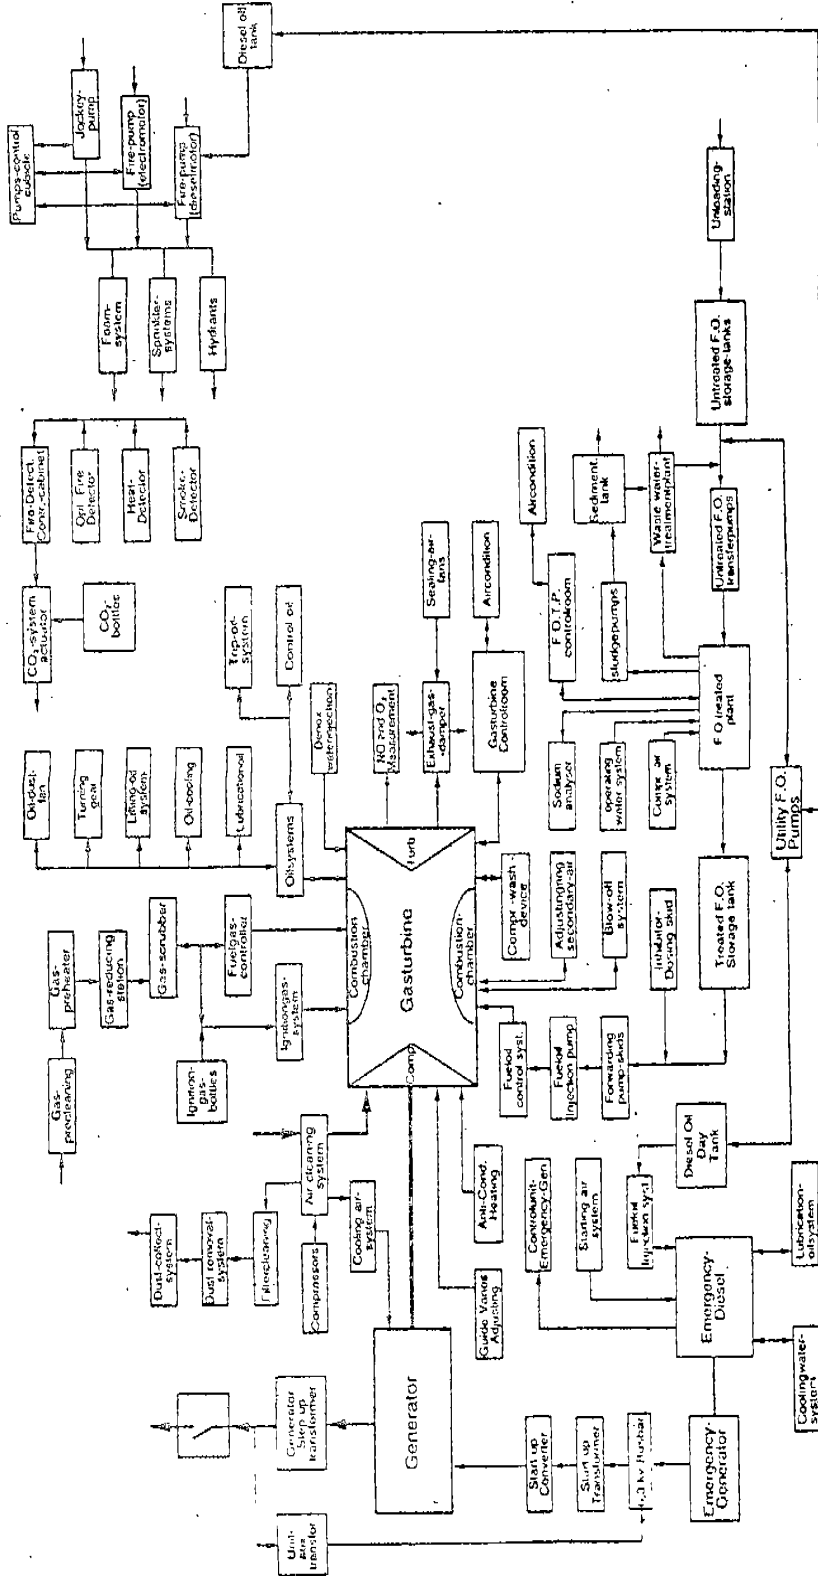 Diesel oil
tank
Pumps-control
cubicle
Jockey-
pump
Fire-pump
(electromotor)
Fire-pump
(dieselmotor)
Foam-
system
Sprinkler-
systems
Hydrants
Unloading-
station
Untreated F.O.
storage-tanks
Fire-Detect.
Contr.-cabinet
Opt. Fire
Detector
Heat-
Detector
Smoke-
Detector
CO₂-system
actuator
CO₂-
bottles
Trip-oil-
system
Control oil
Denox
waterinjection
NO and O₂
Measurement
Sealing-air-
fans
Exhaust-gas-
damper
Aircondition
Gasturbine
Controlroom
Aircondition
F.O.T.P.
controlroom
Sediment.
tank
Waste water-
treatmentplant
sludgepumps
Untreated F.O.
transferpumps
F.O treated
plant
Sodium
analyser
operating
water system
Compr. air
system
Utility F.O.
Pumps
Oil-dust-
fan
Turning
gear
Lifting-oil
system
Oil-cooling
Lubricationoil
Oilsystems
Gas-
preheater
Gas-reducing
station
Gas-scrubber
Fuelgas-
controller
Gas-
precleaning
Ignition-
gas-
bottles
Ignitiongas-
system
Combustion
chamber
Gasturbine
Turb
Comp
Combustion-
chamber
Compr.-wash-
device
Adjusting
secondary-air
Blow-off
system
Inhibitor-
Dosing skid
Treated F.O.
Storage tank
Fueloil
control syst.
Fueloil
Injection pump
Forwarding
pump-skids
Diesel Oil
Day
Tank
Dust-collect-
system
Dust removal-
system
Filtercleaning
Compressors
Air cleaning
system
Cooling air-
system
Anti-Cond.
Heating
Guide Vanes
Adjusting
Controlunit-
Emergency-Gen
Starting air
system
Fueloil
Injection syst
Emergency-
Diesel
Lubrication-
oilsystem
Coolingwater-
system
Generator
Step up
transformer
Generator
Start up
Converter
Start up
Transformer
kv Busbar
Emergency-
Generator
Unit-
transfor